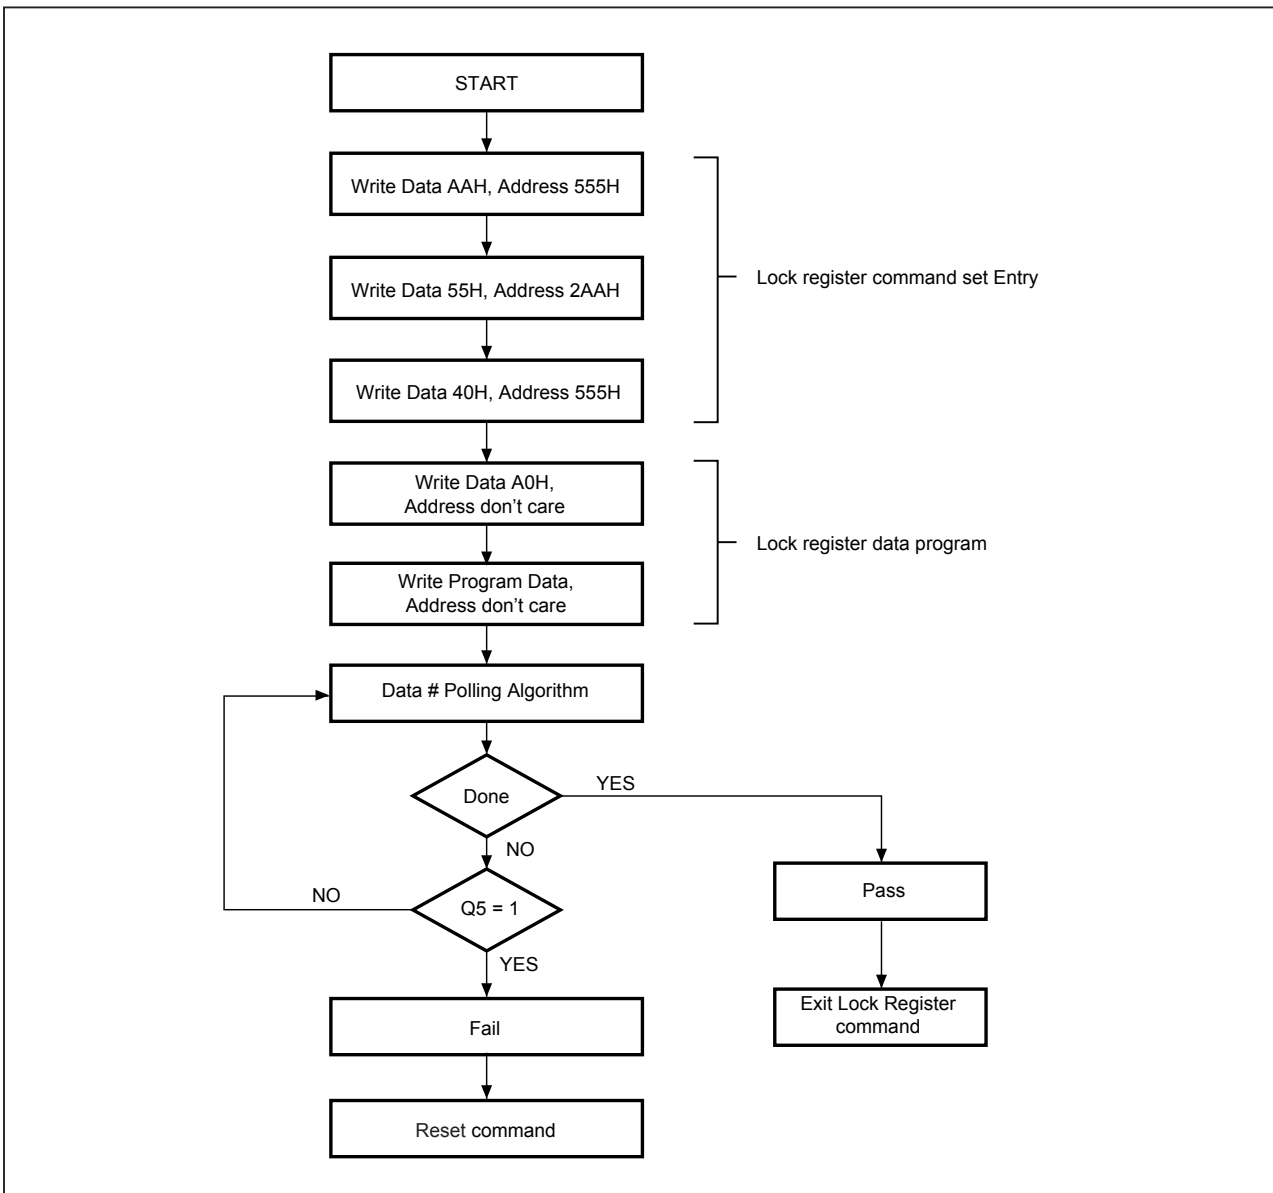 START
Write Data AAH, Address 555H
Write Data 55H, Address 2AAH
Lock register command set Entry
Write Data 40H, Address 555H
Write Data A0H,
Address don't care
Lock register data program
Write Program Data,
Address don't care
Data # Polling Algorithm
Done
YES
NO
Q5 = 1
NO
YES
Pass
Fail
Exit Lock Register
command
Reset command